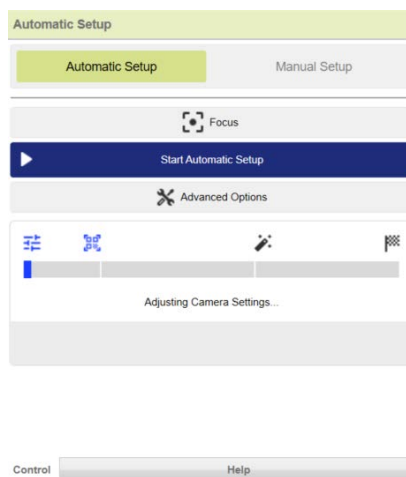 Automatic Setup
Automatic Setup Manual Setup
Focus
Start Automatic Setup
Advanced Options
Adjusting Camera Settings...
Control Help